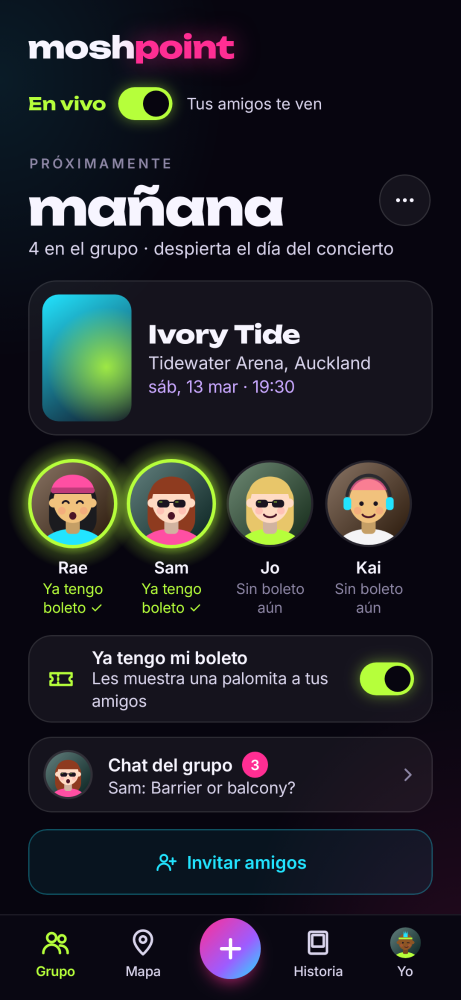 moshpoint
En vivo
Tus amigos te ven
PRÓXIMAMENTE
mañana
4 en el grupo · despierta el día del concierto
Ivory Tide
Tidewater Arena, Auckland
sáb, 13 mar · 19:30
Rae
Ya tengo
boleto ✓
Sam
Ya tengo
boleto ✓
Jo
Sin boleto
aún
Kai
Sin boleto
aún
Ya tengo mi boleto
Les muestra una palomita a tus
amigos
Chat del grupo 3
Sam: Barrier or balcony?
Invitar amigos
Grupo
Mapa
Historia
Yo